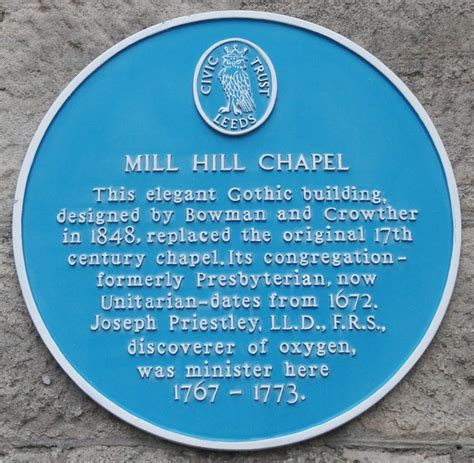 CIVIC TRUST
LEEDS
MILL HILL CHAPEL
This elegant Gothic building,
designed by Bowman and Crowther
in 1848, replaced the original 17th
century chapel. Its congregation-
formerly Presbyterian, now
Unitarian-dates from 1672.
Joseph Priestley, LL.D., F.R.S.,
discoverer of oxygen,
was minister here
1767 - 1773.